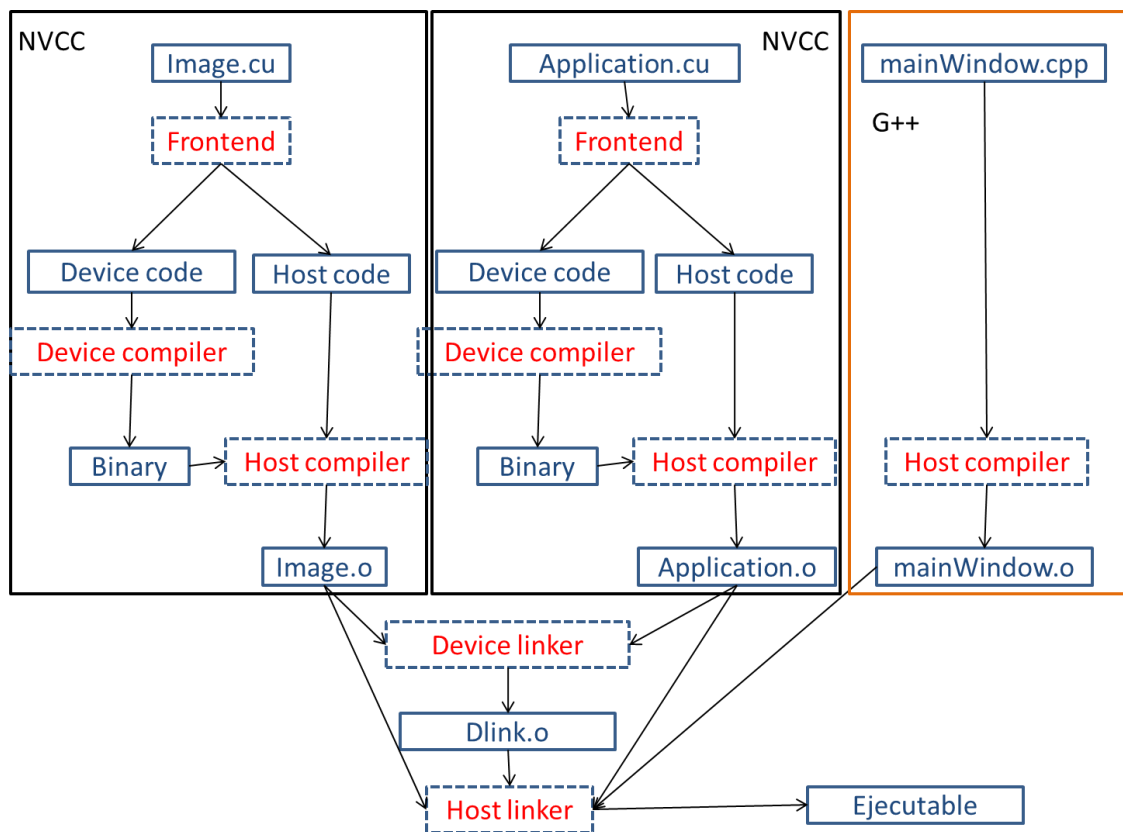 NVCC
Image.cu
Frontend
Device code
Host code
Device compiler
Binary
Host compiler
Image.o
NVCC
Application.cu
Frontend
Device code
Host code
Device compiler
Binary
Host compiler
Application.o
mainWindow.cpp
G++
Host compiler
mainWindow.o
Device linker
Dlink.o
Host linker
Ejecutable